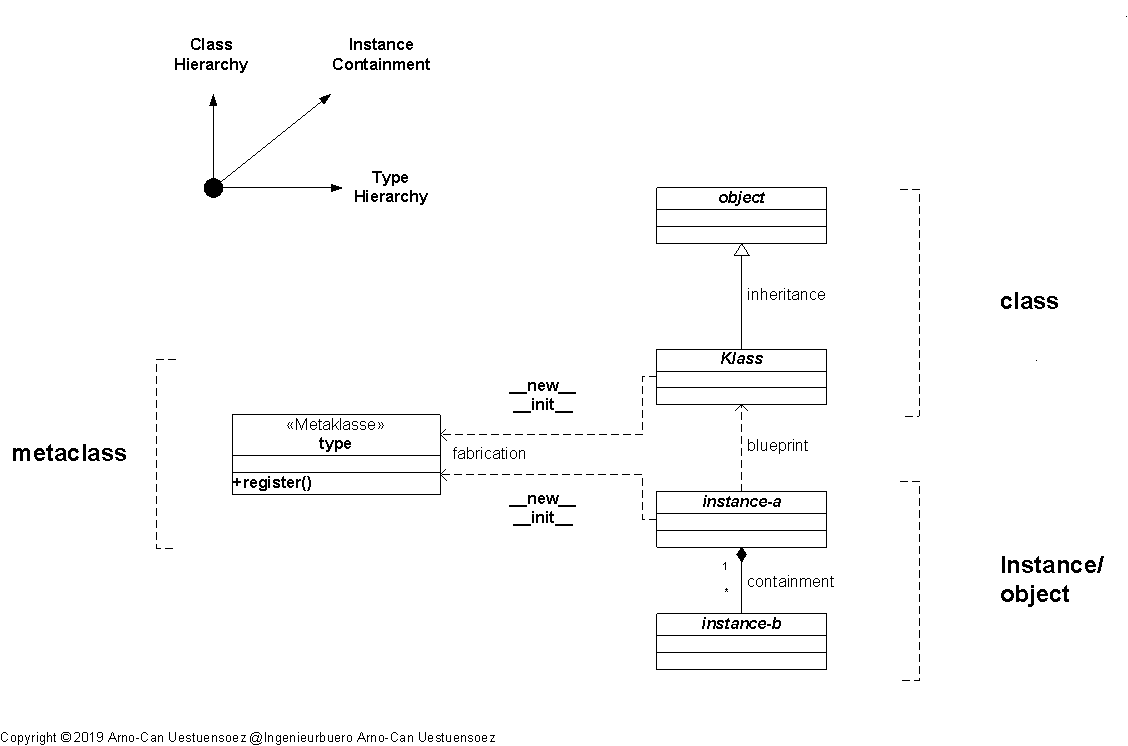 Class
Hierarchy
Instance
Containment
Type
Hierarchy
object
inheritance
class
Klass
__new__
__init__
«Metaklasse»
type
metaclass
fabrication
blueprint
+register()
__new__
__init__
instance-a
1
*
containment
Instance/
object
instance-b
Copyright ©2019 Arno-Can Uestuensoez @Ingenieurbuero Arno-Can Uestuensoez